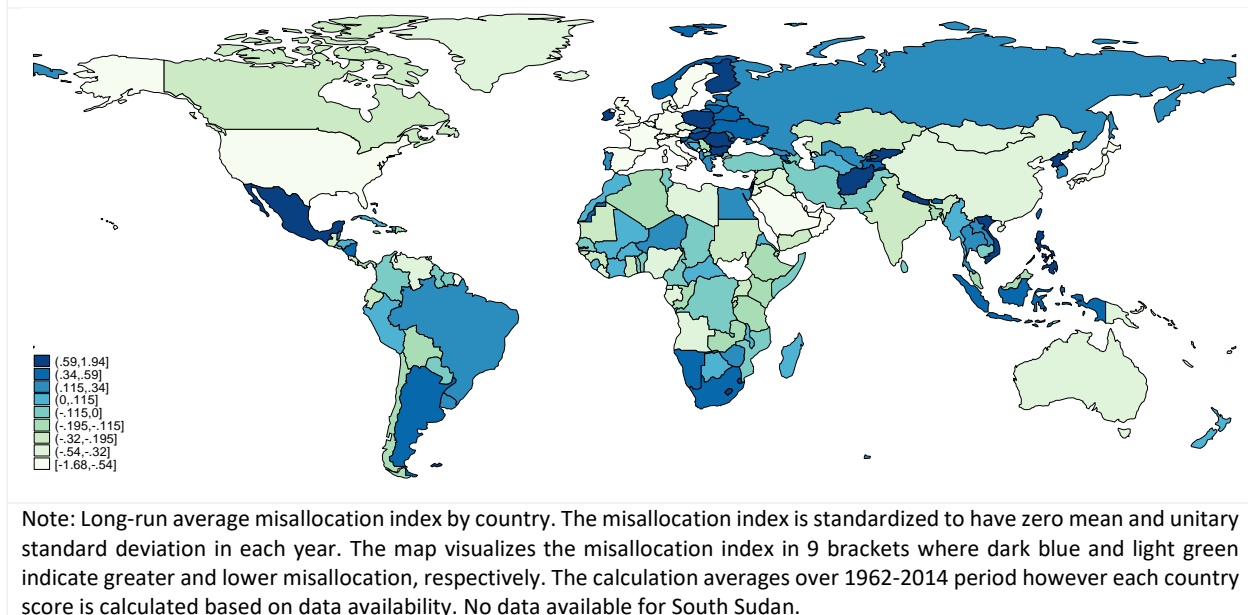 (.59,1.94]
(.34,.59]
(.115,.34]
(0,.115]
(-.115,0]
(-.195,-.115]
(-.32,-.195]
(-.54,-.32]
[-1.68,-.54]
Note: Long-run average misallocation index by country. The misallocation index is standardized to have zero mean and unitary
standard deviation in each year. The map visualizes the misallocation index in 9 brackets where dark blue and light green
indicate greater and lower misallocation, respectively. The calculation averages over 1962-2014 period however each country
score is calculated based on data availability. No data available for South Sudan.